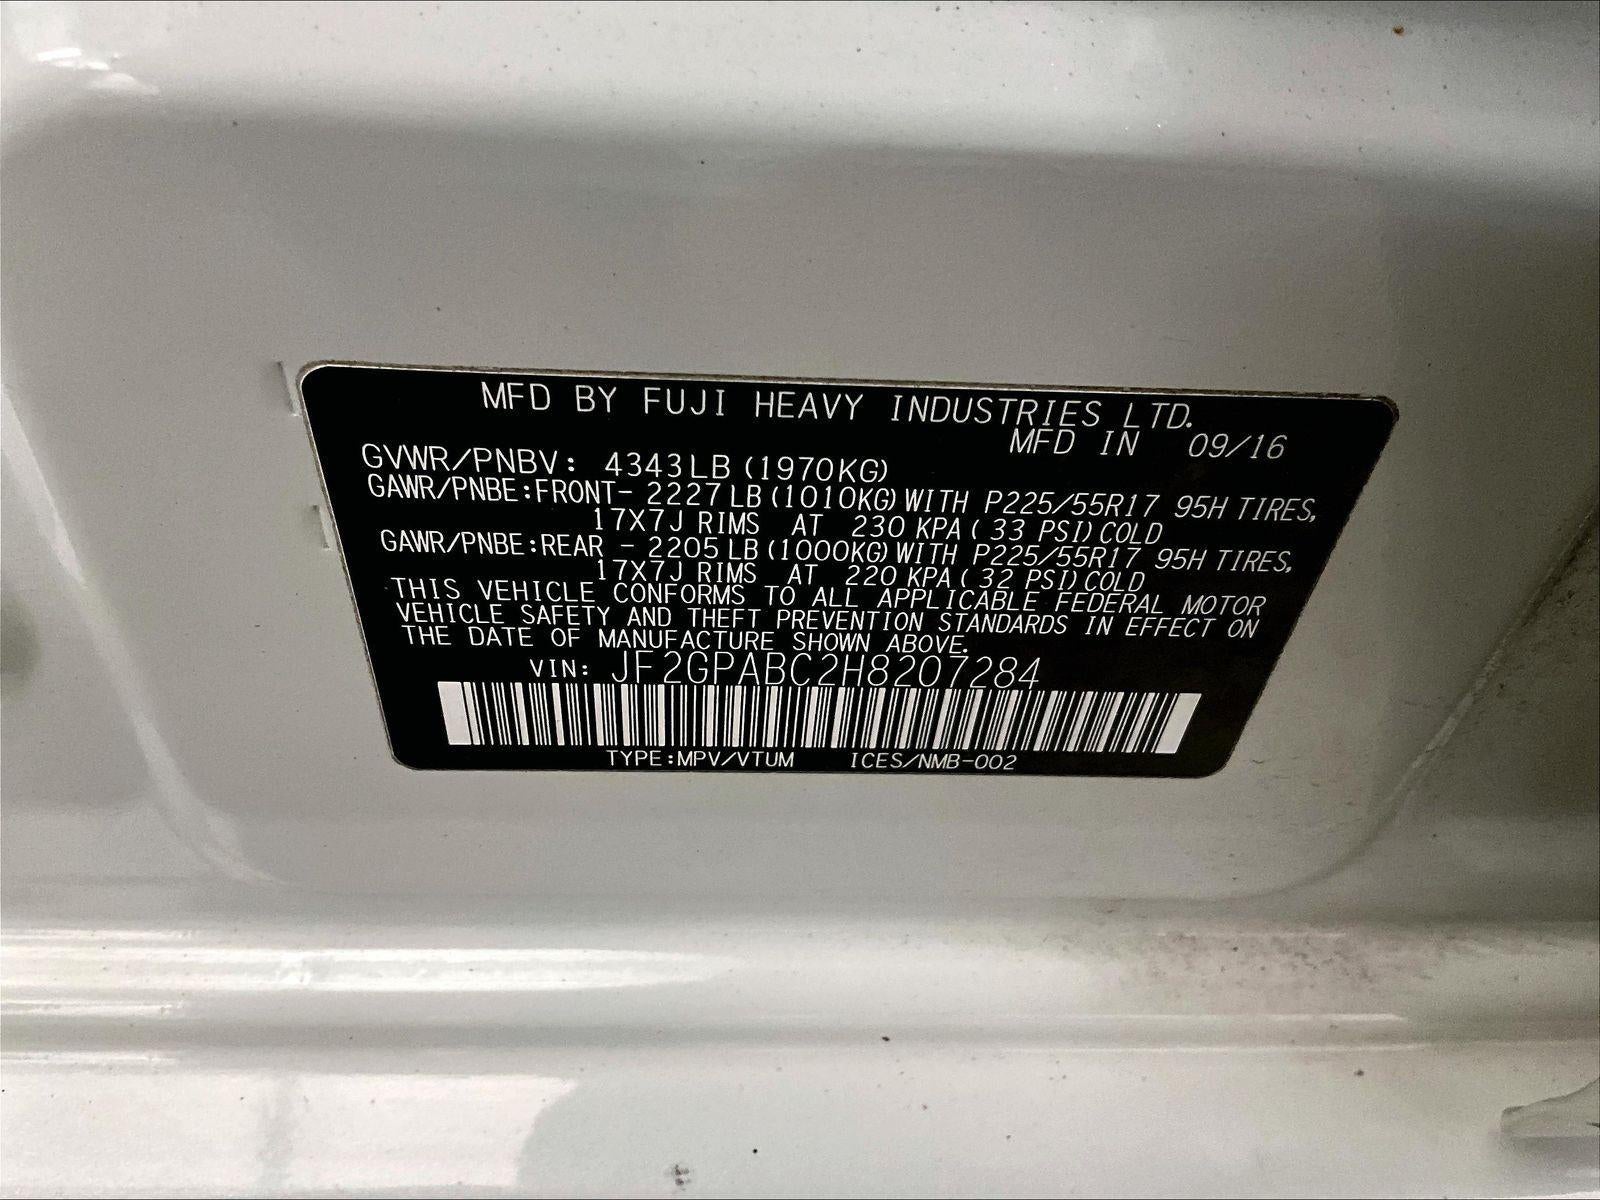 MFD BY FUJI HEAVY INDUSTRIES LTD.
MFD IN 09/16
GVWR/PNBV: 4343LB (1970KG)
GAWR/PNBE:FRONT- 2227LB (1010KG) WITH P225/55R17 95H TIRES,
17X7J RIMS AT 230 KPA ( 33 PSI) COLD
GAWR/PNBE:REAR - 2205LB (1000KG) WITH P225/55R17 95H TIRES,
17X7J RIMS AT 220 KPA ( 32 PSI) COLD
THIS VEHICLE CONFORMS TO ALL APPLICABLE FEDERAL MOTOR
VEHICLE SAFETY AND THEFT PREVENTION STANDARDS IN EFFECT ON
THE DATE OF MANUFACTURE SHOWN ABOVE.
VIN: JF2GPABC2H8207284
TYPE:MPV/VTUM ICES/NMB-002